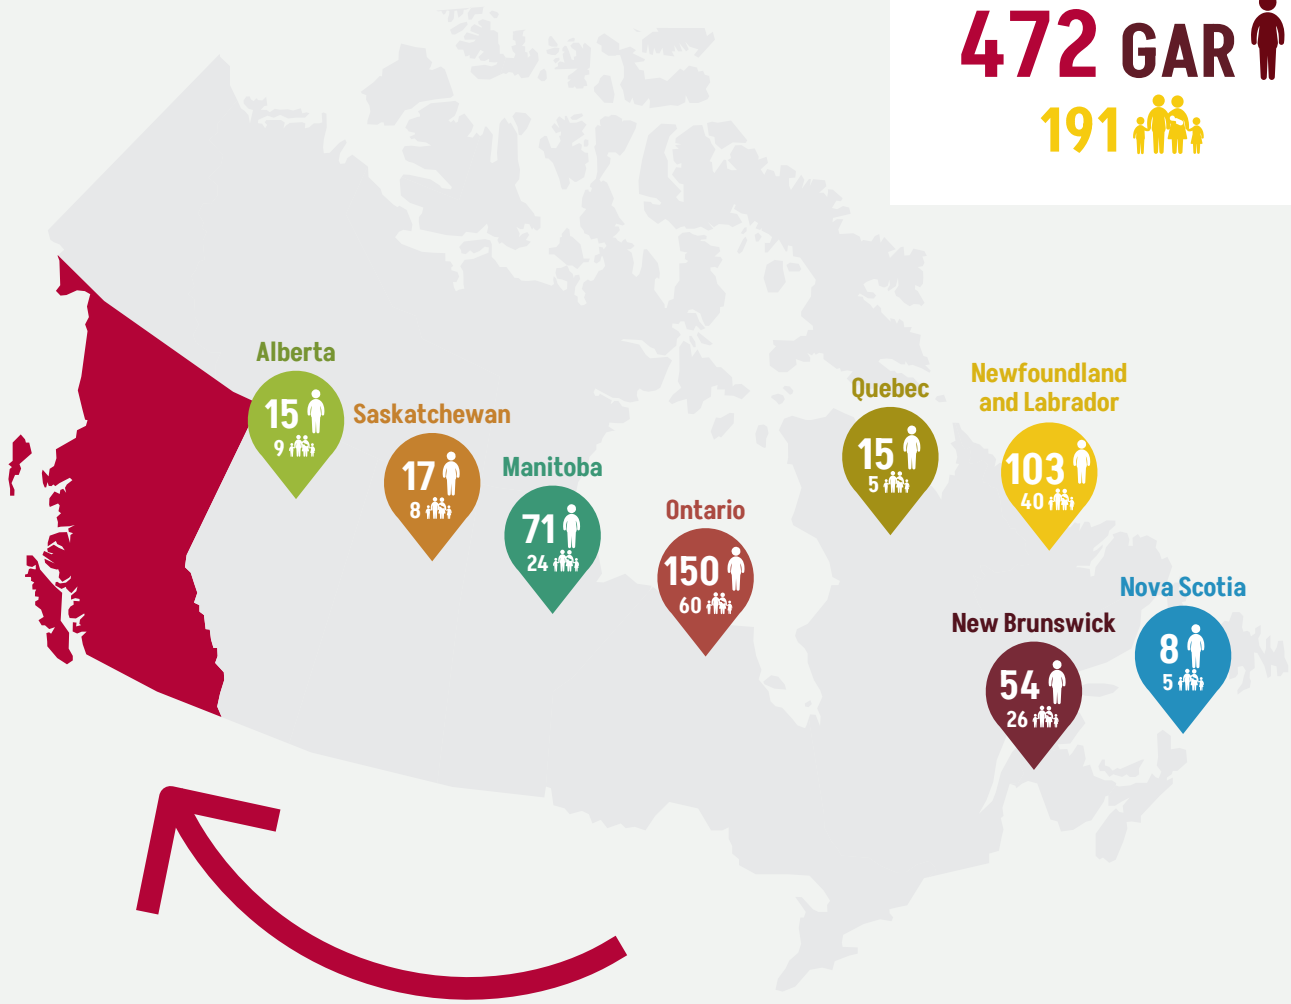 472 GAR
191
Alberta
15
9
Saskatchewan
17
8
Manitoba
71
24
Ontario
150
60
Quebec
15
5
Newfoundland
and Labrador
103
40
New Brunswick
54
26
Nova Scotia
8
5